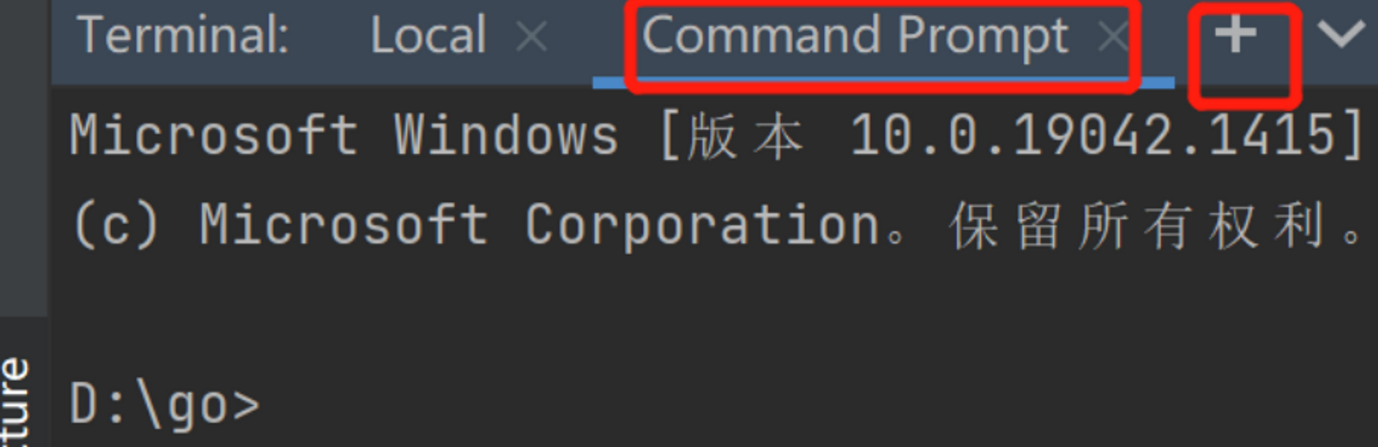 Terminal: Local × Command Prompt × +
Microsoft Windows [版本 10.0.19042.1415]
(c) Microsoft Corporation。保留所有权利。
D:\go>
cture